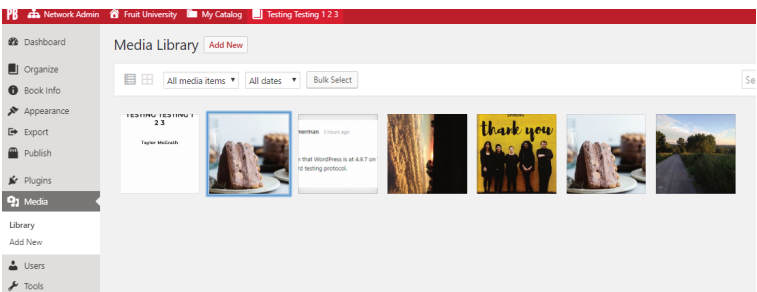 PB Network Admin Fruit University My Catalog Testing Testing 1 2 3
Dashboard
Organize
Book Info
Appearance
Export
Publish
Plugins
Media
Library
Add New
Users
Tools
Media Library Add New
All media items All dates Bulk Select
TESTING TESTING 1
2 3
Taylor McGrath
3 hours ago
n that WordPress is at 4.9.7 on
rd testing protocol.
thank you